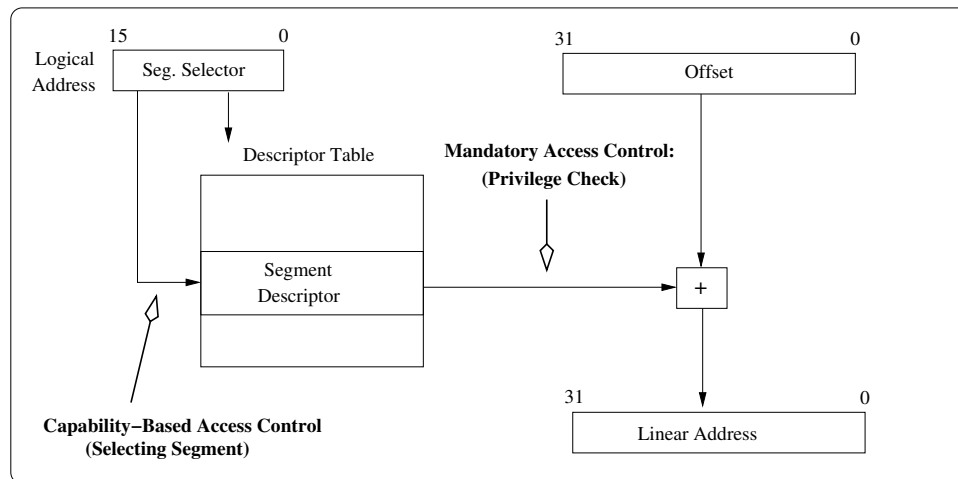 15 0
31 0
Logical
Address
Seg. Selector
Offset
Descriptor Table
Mandatory Access Control:
(Privilege Check)
Segment
Descriptor
+
Capability−Based Access Control
(Selecting Segment)
31 0
Linear Address